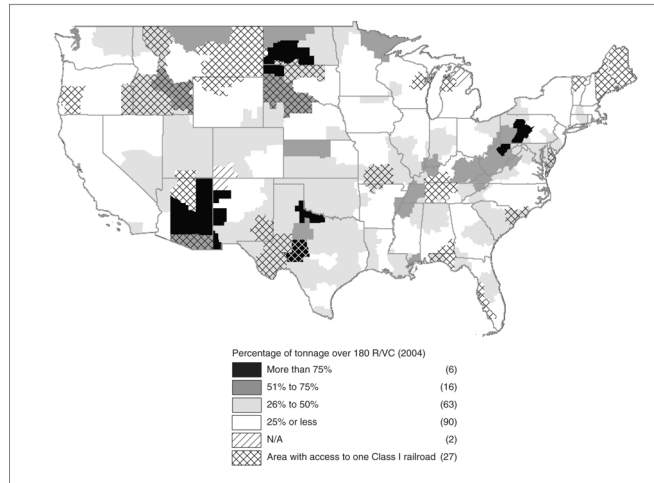 Percentage of tonnage over 180 R/VC (2004)
More than 75% (6)
51% to 75% (16)
26% to 50% (63)
25% or less (90)
N/A (2)
Area with access to one Class I railroad (27)